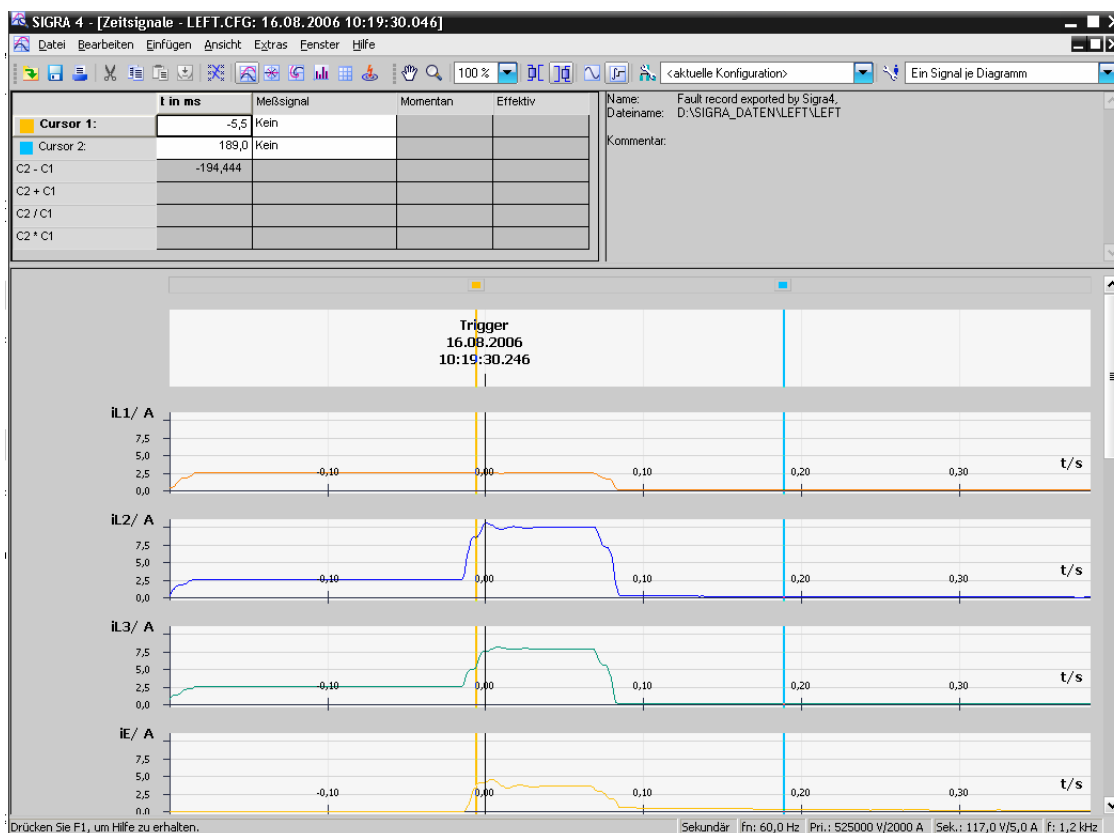 SIGRA 4 - [Zeitsignale - LEFT.CFG: 16.08.2006 10:19:30.046]
Datei Bearbeiten Einfügen Ansicht Extras Fenster Hilfe
100 % <aktuelle Konfiguration> Ein Signal je Diagramm
t in ms Meßsignal Momentan Effektiv
Cursor 1: -5,5 Kein
Cursor 2: 189,0 Kein
C2 - C1 -194,444
C2 + C1
C2 / C1
C2 * C1
Name: Fault record exported by Sigra4,
Dateiname: D:\SIGRA_DATEN\LEFT\LEFT
Kommentar:
Trigger
16.08.2006
10:19:30.246
iL1/ A
7,5
5,0
2,5
0,0
-0,10 0,00 0,10 0,20 0,30 t/s
iL2/ A
7,5
5,0
2,5
0,0
-0,10 0,00 0,10 0,20 0,30 t/s
iL3/ A
7,5
5,0
2,5
0,0
-0,10 0,00 0,10 0,20 0,30 t/s
iE/ A
7,5
5,0
2,5
0,0
-0,10 0,00 0,10 0,20 0,30 t/s
Drücken Sie F1, um Hilfe zu erhalten. Sekundär fn: 60,0 Hz Pri.: 525000 V/2000 A Sek.: 117,0 V/5,0 A f: 1,2 kHz